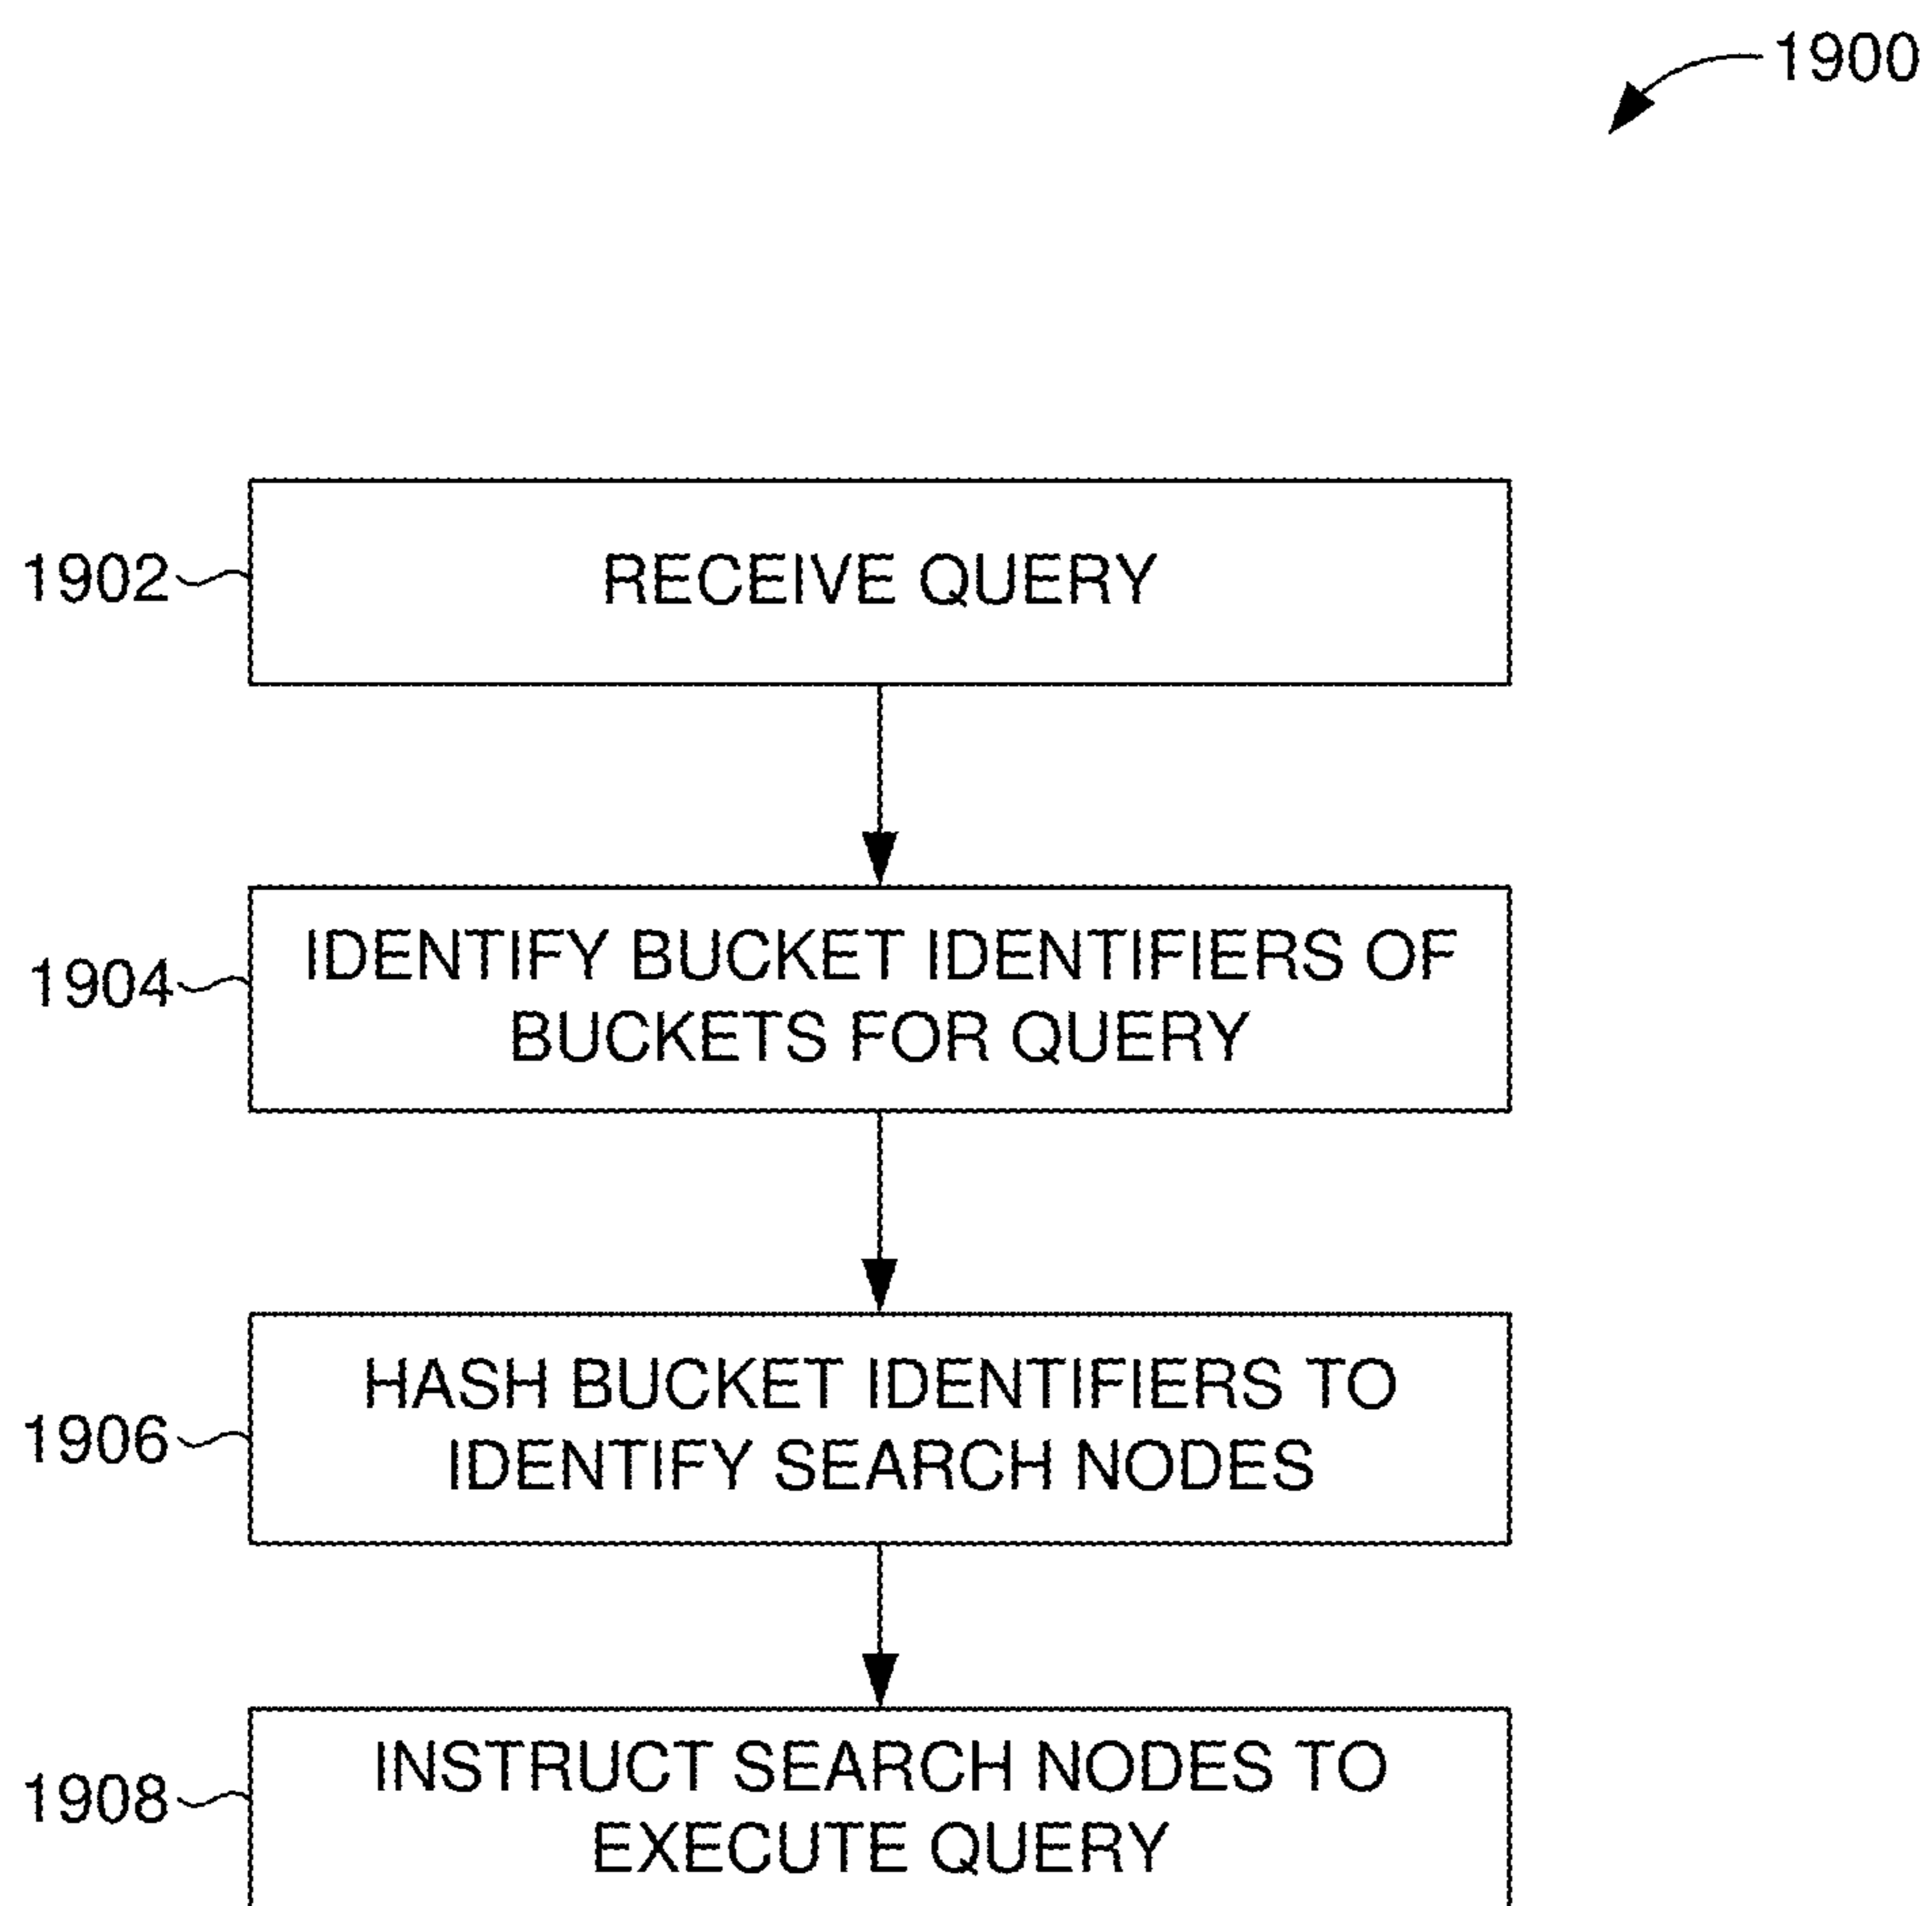 1900
1902
RECEIVE QUERY
1904
IDENTIFY BUCKET IDENTIFIERS OF
BUCKETS FOR QUERY
1906
HASH BUCKET IDENTIFIERS TO
IDENTIFY SEARCH NODES
1908
INSTRUCT SEARCH NODES TO
EXECUTE QUERY